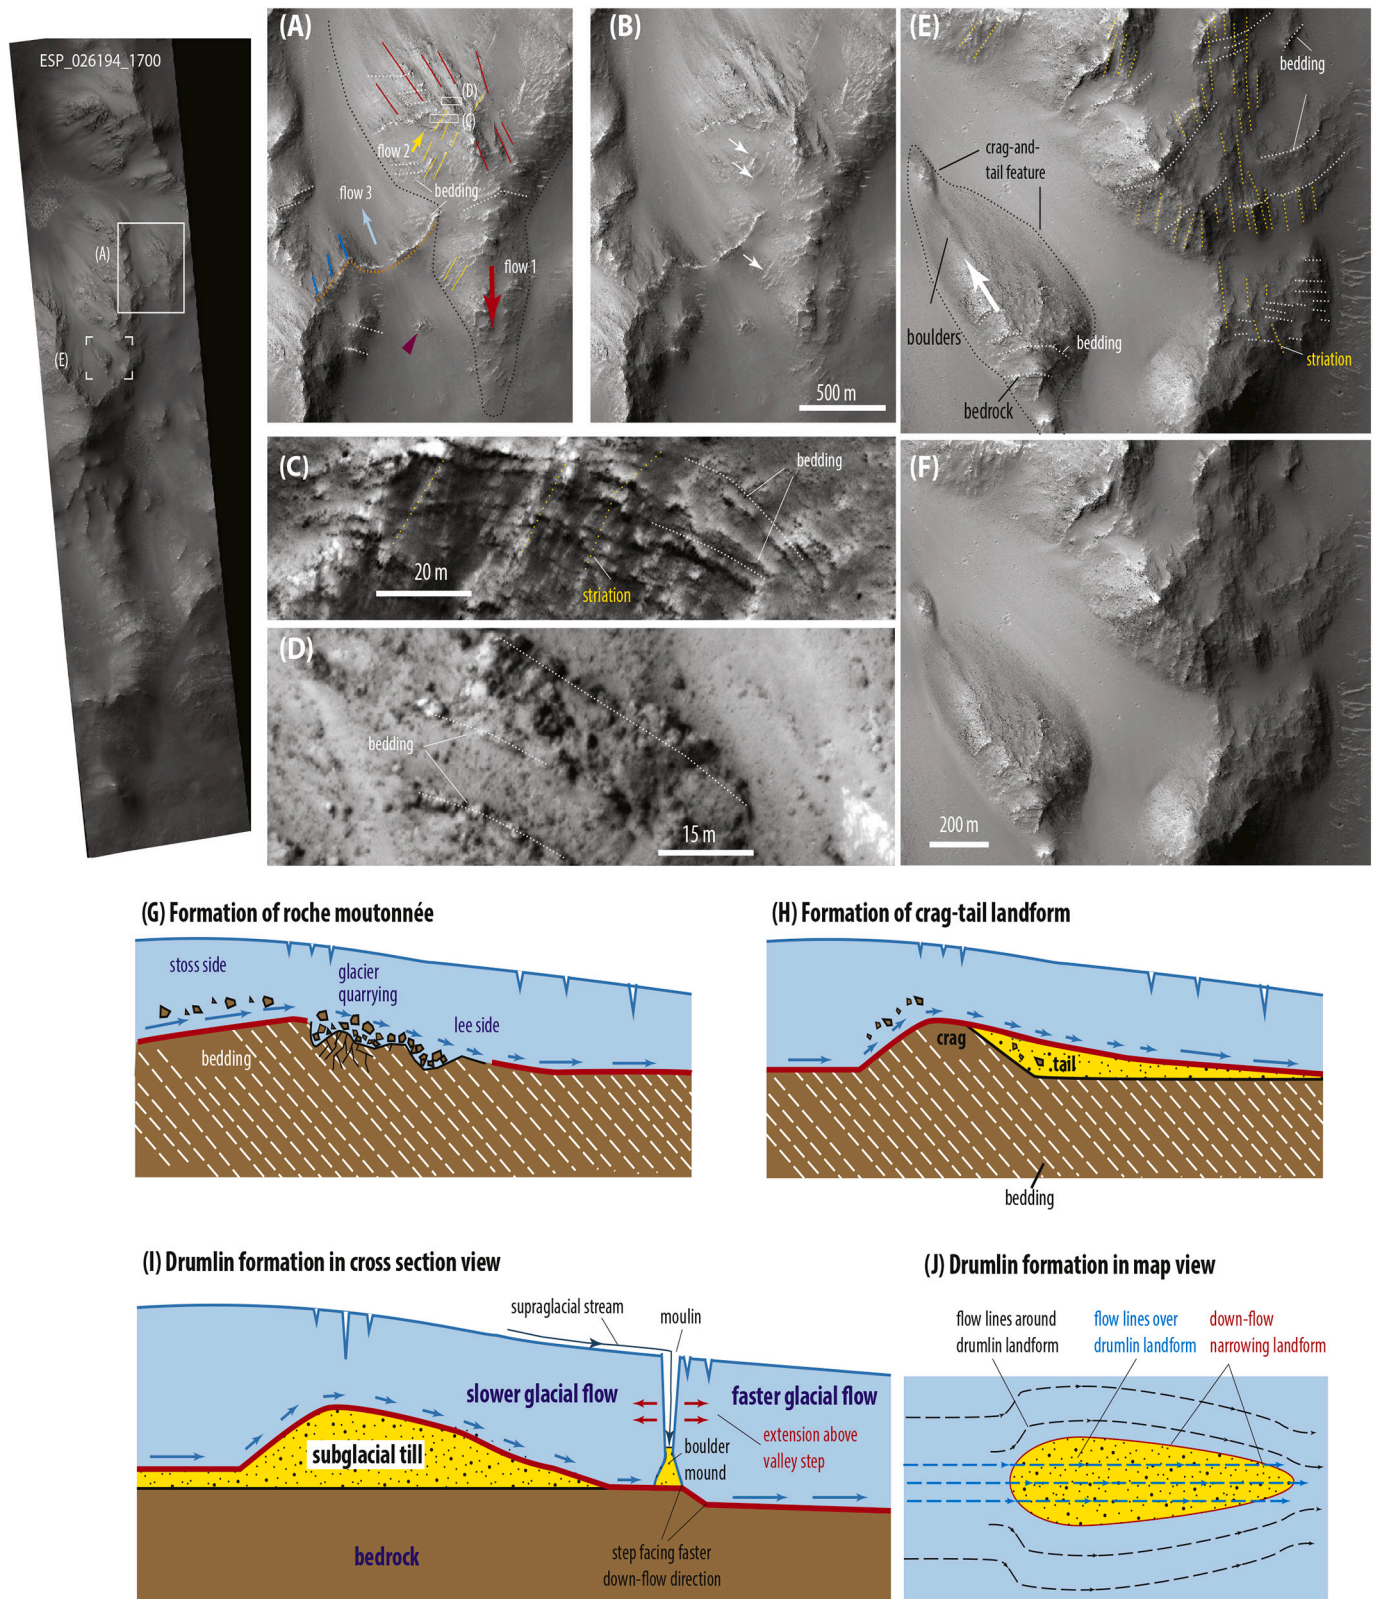 ESP_026194_1700
(A)
(E)
(A)
(D)
(C)
flow 2
bedding
flow 3
flow 1
(B)
500 m
(E)
bedding
crag-and-
tail feature
boulders
bedding
bedrock
striation
(C)
bedding
20 m
striation
(D)
bedding
15 m
(F)
200 m
(G) Formation of roche moutonnée
stoss side
glacier
quarrying
lee side
bedding
(H) Formation of crag-tail landform
crag
tail
bedding
(I) Drumlin formation in cross section view
supraglacial stream
moulin
slower glacial flow
faster glacial flow
subglacial till
boulder
mound
extension above
valley step
bedrock
step facing faster
down-flow direction
(J) Drumlin formation in map view
flow lines around
drumlin landform
flow lines over
drumlin landform
down-flow
narrowing landform